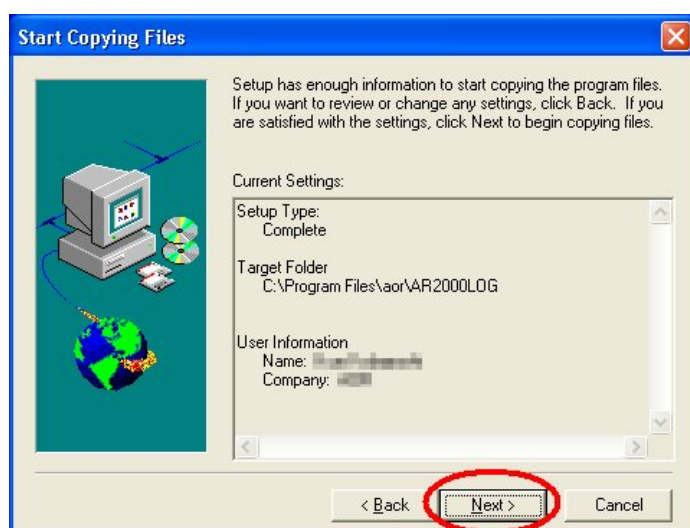 Start Copying Files
Setup has enough information to start copying the program files.
If you want to review or change any settings, click Back. If you
are satisfied with the settings, click Next to begin copying files.
Current Settings:
Setup Type:
Complete
Target Folder
C:\Program Files\aor\AR2000LOG
User Information
Name:
Company:
< Back
Next >
Cancel